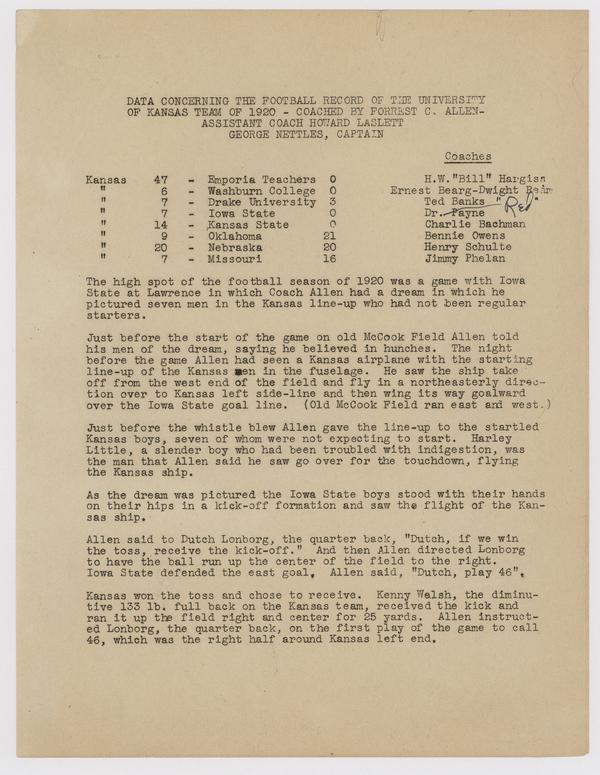 DATA CONCERNING THE FOOTBALL RECORD OF THE UNIVERSITY
OF KANSAS TEAM OF 1920 - COACHED BY FORREST C. ALLEN-
ASSISTANT COACH HOWARD LASLETT
GEORGE NETTLES, CAPTAIN
Coaches
Kansas 47 - Emporia Teachers 0 H.W."Bill" Hargiss
" 6 - Washburn College 0 Ernest Bearg-Dwight Ream
" 7 - Drake University 3 Ted Banks "Red"
" 7 - Iowa State 0 Dr. Payne
" 14 - Kansas State 0 Charlie Bachman
" 9 - Oklahoma 21 Bennie Owens
" 20 - Nebraska 20 Henry Schulte
" 7 - Missouri 16 Jimmy Phelan
The high spot of the football season of 1920 was a game with Iowa
State at Lawrence in which Coach Allen had a dream in which he
pictured seven men in the Kansas line-up who had not been regular
starters.
Just before the start of the game on old McCook Field Allen told
his men of the dream, saying he believed in hunches. The night
before the game Allen had seen a Kansas airplane with the starting
line-up of the Kansas men in the fuselage. He saw the ship take
off from the west end of the field and fly in a northeasterly direc-
tion over to Kansas left side-line and then wing its way goalward
over the Iowa State goal line. (Old McCook Field ran east and west.)
Just before the whistle blew Allen gave the line-up to the startled
Kansas boys, seven of whom were not expecting to start. Harley
Little, a slender boy who had been troubled with indigestion, was
the man that Allen said he saw go over for the touchdown, flying
the Kansas ship.
As the dream was pictured the Iowa State boys stood with their hands
on their hips in a kick-off formation and saw the flight of the Kan-
sas ship.
Allen said to Dutch Lonborg, the quarter back, "Dutch, if we win
the toss, receive the kick-off." And then Allen directed Lonborg
to have the ball run up the center of the field to the right.
Iowa State defended the east goal. Allen said, "Dutch, play 46".
Kansas won the toss and chose to receive. Kenny Welsh, the diminu-
tive 133 lb. full back on the Kansas team, received the kick and
ran it up the field right and center for 25 yards. Allen instruct-
ed Lonborg, the quarter back, on the first play of the game to call
46, which was the right half around Kansas left end.